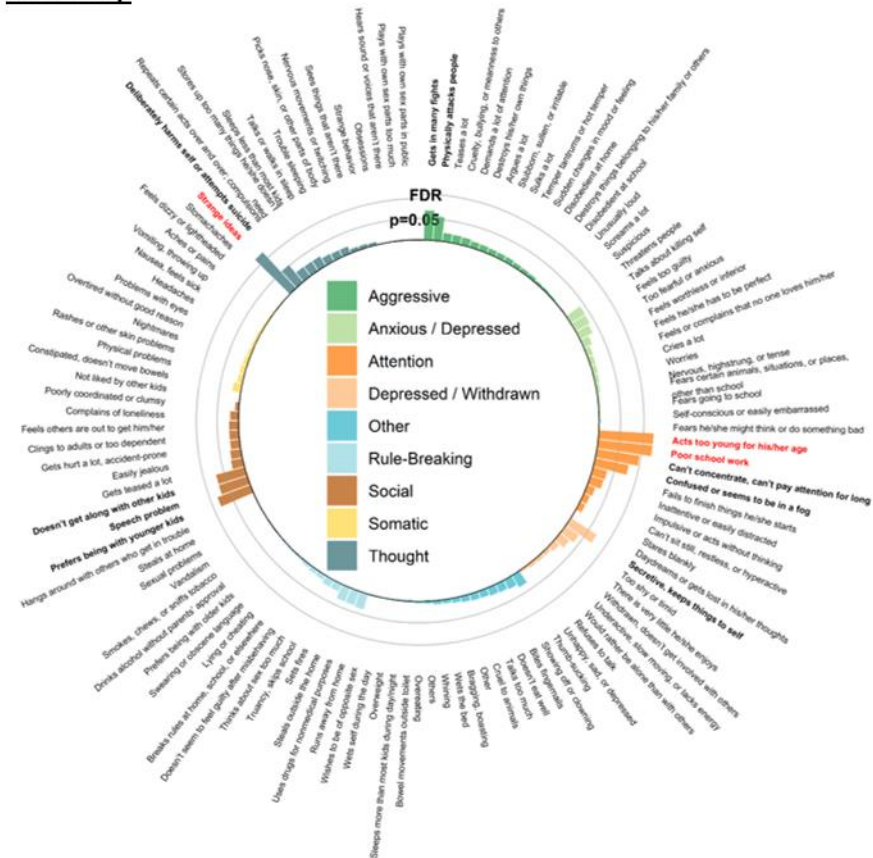 FDR
p=0.05
Aggressive
Anxious / Depressed
Attention
Depressed / Withdrawn
Other
Rule-Breaking
Social
Somatic
Thought
Gets in many fights
Physically attacks people
Teases a lot
Cruelty, bullying, or meanness to others
Demands a lot of attention
Destroys his/her own things
Argues a lot
Stubborn, sullen, or irritable
Sulks a lot
Temper tantrums or hot temper
Sudden changes in mood or feeling
Disobedient at home
Destroys things belonging to his/her family or others
Disobedient at school
Unusually loud
Screams a lot
Suspicious
Threatens people
Talks about killing self
Feels too guilty
Too fearful or anxious
Feels worthless or inferior
Feels he/she has to be perfect
Feels or complains that no one loves him/her
Cries a lot
Worries
Nervous, highstrung, or tense
Fears certain animals, situations, or places,
other than school
Fears going to school
Self-conscious or easily embarrassed
Fears he/she might think or do something bad
Acts too young for his/her age
Poor school work
Can't concentrate, can't pay attention for long
Confused or seems to be in a fog
Fails to finish things he/she starts
Inattentive or easily distracted
Impulsive or acts without thinking
Can't sit still, restless, or hyperactive
Stares blankly
Daydreams or gets lost in his/her thoughts
Secretive, keeps things to self
Too shy or timid
There is very little he/she enjoys
Withdrawn, doesn't get involved with others
Underactive, slow moving, or lacks energy
Would rather be alone than with others
Refuses to talk
Unhappy, sad, or depressed
Thumb-sucking
Showing off or clowning
Bites fingernails
Doesn't eat well
Talks too much
Cruel to animals
Other
Bragging, boasting
Wets the bed
Whining
Others
Overeating
Bowel movements outside toilet
Sleeps more than most kids during day/night
Overweight
Wets self during the day
Wishes to be of opposite sex
Runs away from home
Uses drugs for nonmedical purposes
Steals outside the home
Sets fires
Truancy, skips school
Thinks about sex too much
Doesn't seem to feel guilty after misbehaving
Breaks rules at home, school, or elsewhere
Lying or cheating
Swearing or obscene language
Prefers being with older kids
Drinks alcohol without parents' approval
Smokes, chews, or sniffs tobacco
Vandalism
Sexual problems
Steals at home
Hangs around with others who get in trouble
Prefers being with younger kids
Speech problem
Doesn't get along with other kids
Gets teased a lot
Easily jealous
Gets hurt a lot, accident-prone
Clings to adults or too dependent
Feels others are out to get him/her
Complains of loneliness
Poorly coordinated or clumsy
Not liked by other kids
Constipated, doesn't move bowels
Physical problems
Rashes or other skin problems
Nightmares
Overtired without good reason
Problems with eyes
Headaches
Nausea, feels sick
Vomiting, throwing up
Aches or pains
Feels dizzy or lightheaded
Stomachaches
Strange ideas
Deliberately harms self or attempts suicide
Repeats certain acts over and over; compulsions
Stores up too many things he/she doesn't
need
Sleeps less than most kids
Talks or walks in sleep
Trouble sleeping
Picks nose, skin, or other parts of body
Nervous movements or twitching
Sees things that aren't there
Strange behavior
Obsessions
Hears sound or voices that aren't there
Plays with own sex parts too much
Plays with own sex parts in public